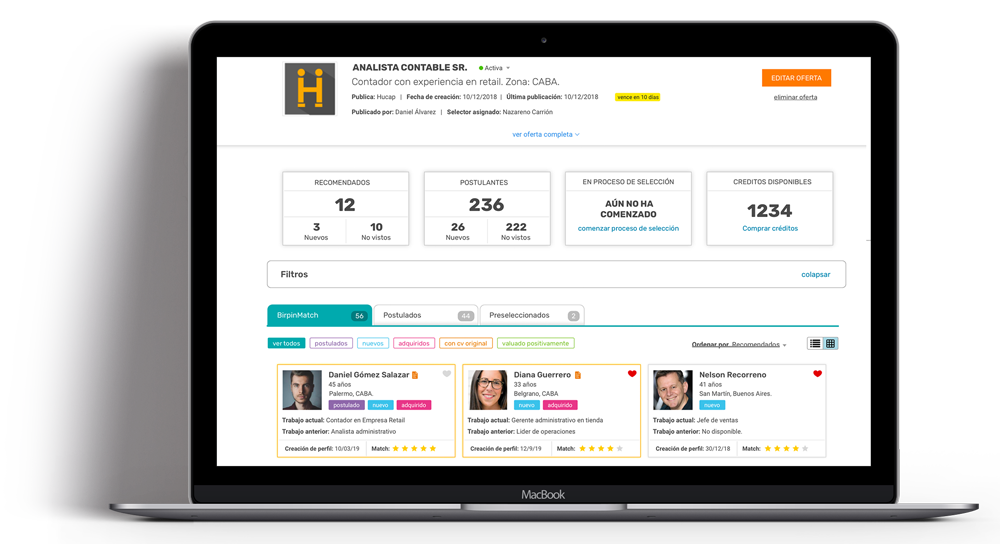 ANALISTA CONTABLE SR. Activa
Contador con experiencia en retail. Zona: CABA.
Publica: Hucap | Fecha de creación: 10/12/2018 | Última publicación: 10/12/2018 vence en 10 días
Publicado por: Daniel Álvarez | Selector asignado: Nazareno Carrión
EDITAR OFERTA
eliminar oferta
ver oferta completa
RECOMENDADOS
12
3 10
Nuevos No vistos
POSTULANTES
236
26 222
Nuevos No vistos
EN PROCESO DE SELECCIÓN
AÚN NO HA
COMENZADO
comenzar proceso de selección
CREDITOS DISPONIBLES
1234
Comprar créditos
Filtros colapsar
BirpinMatch 56 Postulados 44 Preseleccionados 2
ver todos postulados nuevos adquiridos con cv original valuado positivamente Ordenar por Recomendados
Daniel Gómez Salazar
45 años
Palermo, CABA.
postulado nuevo adquirido
Trabajo actual: Contador en Empresa Retail
Trabajo anterior: Analista administrativo
Creación de perfil: 10/03/19 Match:
Diana Guerrero
33 años
Belgrano, CABA
nuevo adquirido
Trabajo actual: Gerente administrativo en tienda
Trabajo anterior: Lider de operaciones
Creación de perfil: 12/9/19 Match:
Nelson Recorreno
41 años
San Martín, Buenos Aires.
nuevo
Trabajo actual: Jefe de ventas
Trabajo anterior: No disponible.
Creación de perfil: 30/12/18 Match:
MacBook